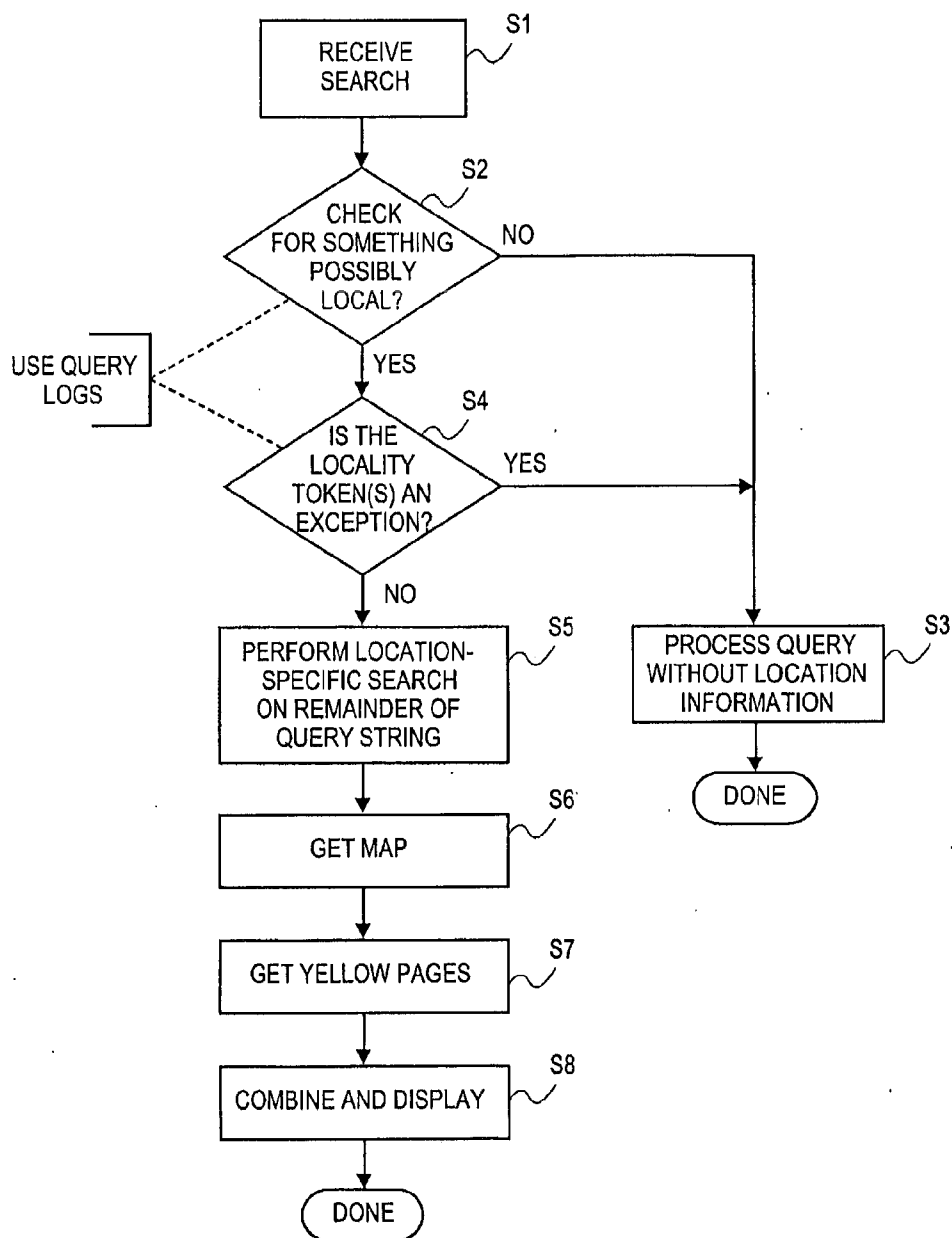 S1
RECEIVE
SEARCH
S2
CHECK
FOR SOMETHING
POSSIBLY
LOCAL?
NO
USE QUERY
LOGS
YES
S4
IS THE
LOCALITY
TOKEN(S) AN
EXCEPTION?
YES
NO
S5
PERFORM LOCATION-
SPECIFIC SEARCH
ON REMAINDER OF
QUERY STRING
S3
PROCESS QUERY
WITHOUT LOCATION
INFORMATION
DONE
S6
GET MAP
S7
GET YELLOW PAGES
S8
COMBINE AND DISPLAY
DONE